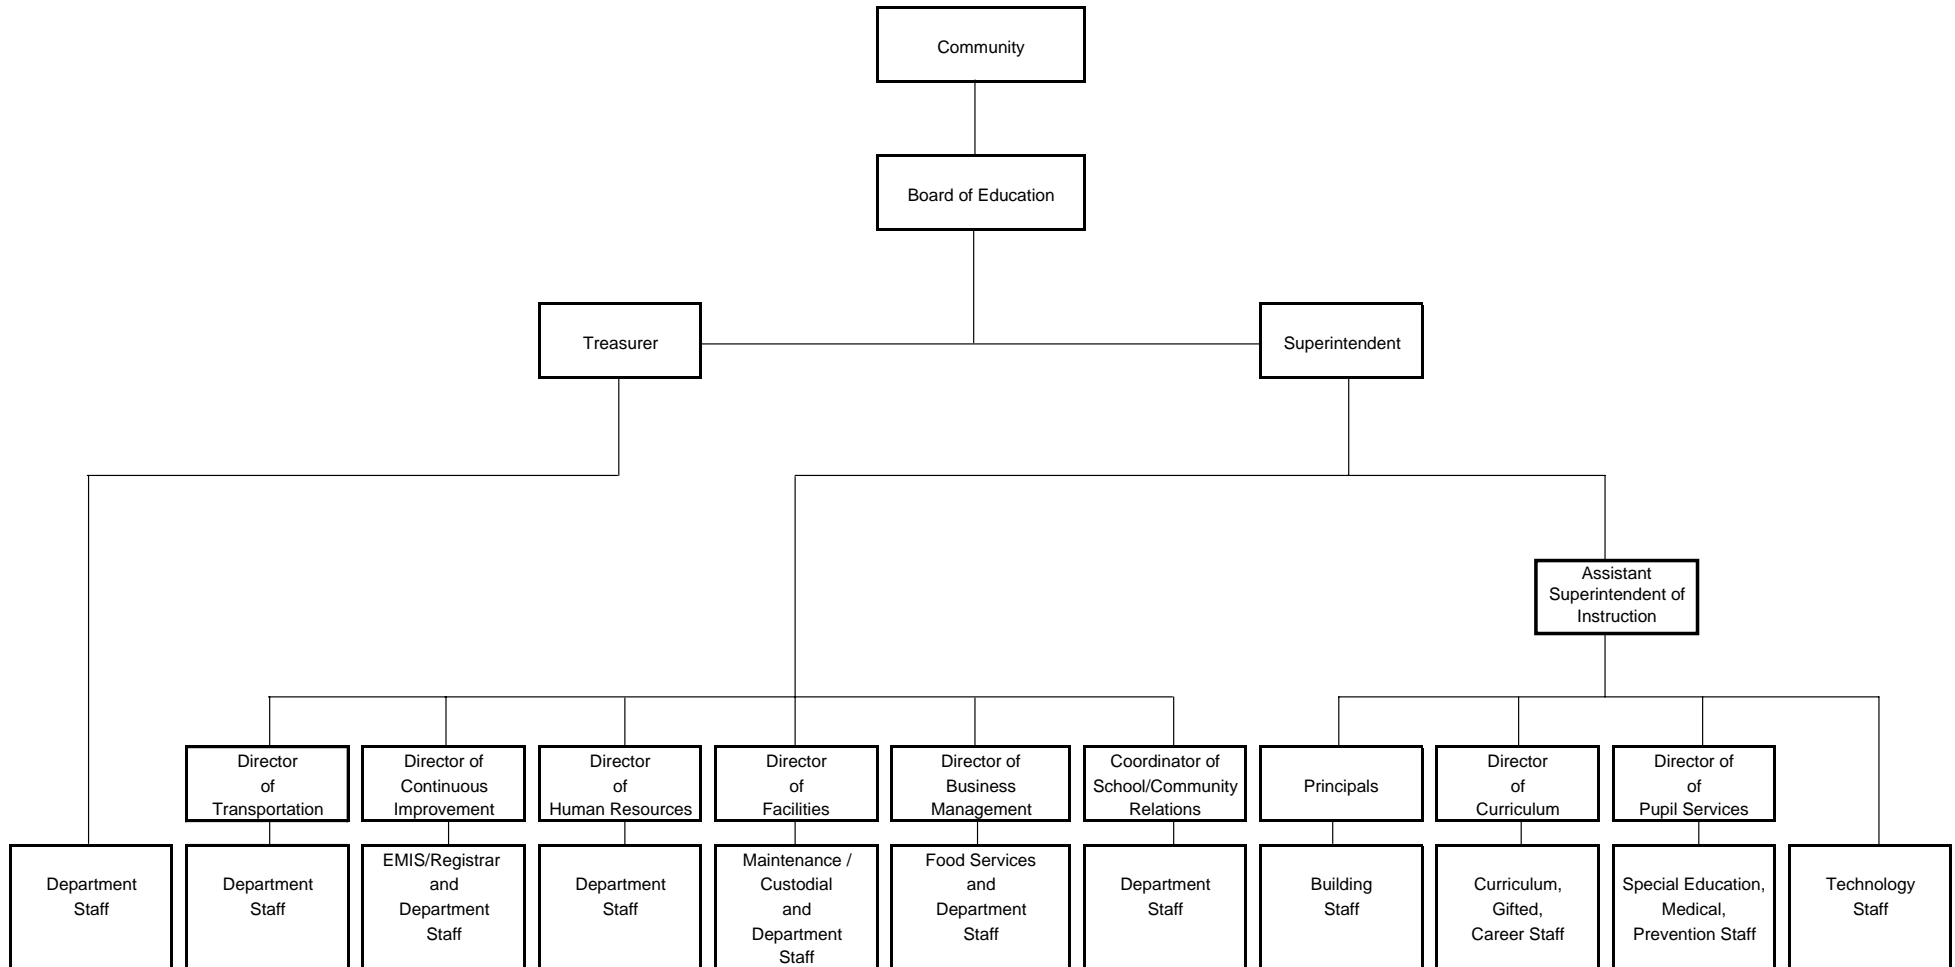 Community
Board of Education
Treasurer
Superintendent
Assistant
Superintendent of
Instruction
Director
of
Transportation
Director of
Continuous
Improvement
Director
of
Human Resources
Director
of
Facilities
Director of
Business
Management
Coordinator of
School/Community
Relations
Principals
Director
of
Curriculum
Director of
of
Pupil Services
Department
Staff
Department
Staff
EMIS/Registrar
and
Department
Staff
Department
Staff
Maintenance /
Custodial
and
Department
Staff
Food Services
and
Department
Staff
Department
Staff
Building
Staff
Curriculum,
Gifted,
Career Staff
Special Education,
Medical,
Prevention Staff
Technology
Staff